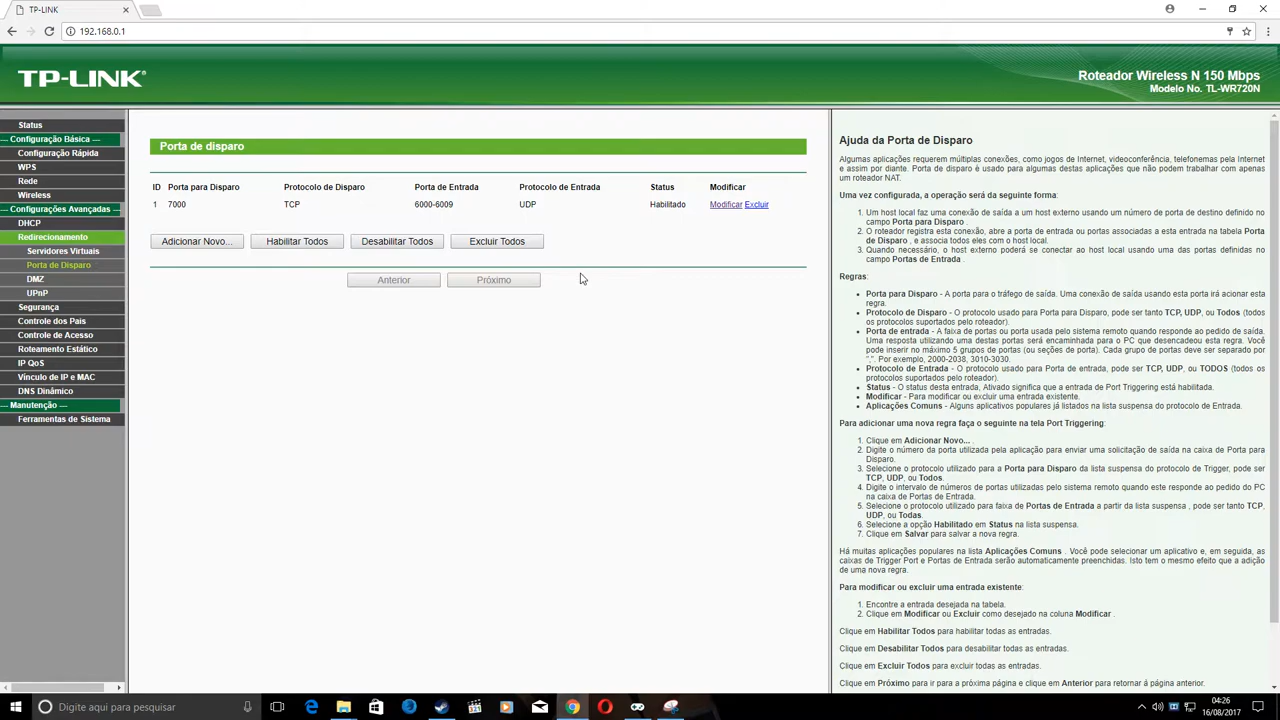 TP-LINK
192.168.0.1
TP-LINK®
Roteador Wireless N 150 Mbps
Modelo No. TL-WR720N
Status
--- Configuração Básica ---
Configuração Rápida
WPS
Rede
Wireless
--- Configurações Avançadas ---
DHCP
Redirecionamento
Servidores Virtuais
Porta de Disparo
DMZ
UPnP
Segurança
Controle dos Pais
Controle de Acesso
Roteamento Estático
IP QoS
Vínculo de IP e MAC
DNS Dinâmico
--- Manutenção ---
Ferramentas de Sistema
Porta de disparo
ID Porta para Disparo Protocolo de Disparo Porta de Entrada Protocolo de Entrada Status Modificar
1 7000 TCP 6000-6009 UDP Habilitado Modificar Excluir
Adicionar Novo... Habilitar Todos Desabilitar Todos Excluir Todos
Anterior Próximo
Ajuda da Porta de Disparo
Algumas aplicações requerem múltiplas conexões, como jogos de Internet, videoconferência, telefonemas pela Internet
e assim por diante. Porta de disparo é usado para algumas destas aplicações que não podem trabalhar com apenas
um roteador NAT.
Uma vez configurada, a operação será da seguinte forma:
1. Um host local faz uma conexão de saída a um host externo usando um número de porta de destino definido no
campo Porta para Disparo .
2. O roteador registra esta conexão, abre a porta de entrada ou portas associadas a esta entrada na tabela Porta
de Disparo , e associa todos eles com o host local.
3. Quando necessário, o host externo poderá se conectar ao host local usando uma das portas definidas no
campo Portas de Entrada .
Regras:
• Porta para Disparo - A porta para o tráfego de saída. Uma conexão de saída usando esta porta irá acionar esta
regra.
• Protocolo de Disparo - O protocolo usado para Porta para Disparo, pode ser tanto TCP, UDP, ou Todos (todos
os protocolos suportados pelo roteador).
• Porta de entrada - A faixa de portas ou porta usada pelo sistema remoto quando responde ao pedido de saída.
Uma resposta utilizando uma destas portas será encaminhada para o PC que desencadeou esta regra. Você
pode inserir no máximo 5 grupos de portas (ou seções de porta). Cada grupo de portas deve ser separado por
",". Por exemplo, 2000-2038, 3010-3030.
• Protocolo de Entrada - O protocolo usado para Porta de Entrada, pode ser TCP, UDP, ou TODOS (todos os
protocolos suportados pelo roteador).
• Status - O status desta entrada, Ativado significa que a entrada de Port Triggering está habilitada.
• Modificar - Para modificar ou excluir uma entrada existente.
• Aplicações Comuns - Alguns aplicativos populares já listados na lista suspensa do protocolo de Entrada.
Para adicionar uma nova regra faça o seguinte na tela Port Triggering:
1. Clique em Adicionar Novo... .
2. Digite o número da porta utilizada pela aplicação para enviar uma solicitação de saída na caixa de Porta para
Disparo.
3. Selecione o protocolo utilizado para a Porta para Disparo da lista suspensa do protocolo de Trigger, pode ser
TCP, UDP, ou Todos.
4. Digite o intervalo de números de portas utilizadas pelo sistema remoto quando este responde ao pedido do PC
na caixa de Portas de Entrada.
5. Selecione o protocolo utilizado para faixa de Portas de Entrada a partir da lista suspensa , pode ser tanto TCP,
UDP, ou Todas.
6. Selecione a opção Habilitado em Status na lista suspensa.
7. Clique em Salvar para salvar a nova regra.
Há muitas aplicações populares na lista Aplicações Comuns . Você pode selecionar um aplicativo e, em seguida, as
caixas de Trigger Port e Portas de Entrada serão automaticamente preenchidas. Isto tem o mesmo efeito que a adição
de uma nova regra.
Para modificar ou excluir uma entrada existente:
1. Encontre a entrada desejada na tabela.
2. Clique em Modificar ou Excluir como desejado na coluna Modificar .
Clique em Habilitar Todos para habilitar todas as entradas.
Clique em Desabilitar Todos para desabilitar todas as entradas.
Clique em Excluir Todos para excluir todas as entradas.
Clique em Próximo para ir para a próxima página e clique em Anterior para retornar á página anterior.
Digite aqui para pesquisar
04:26
16/08/2017